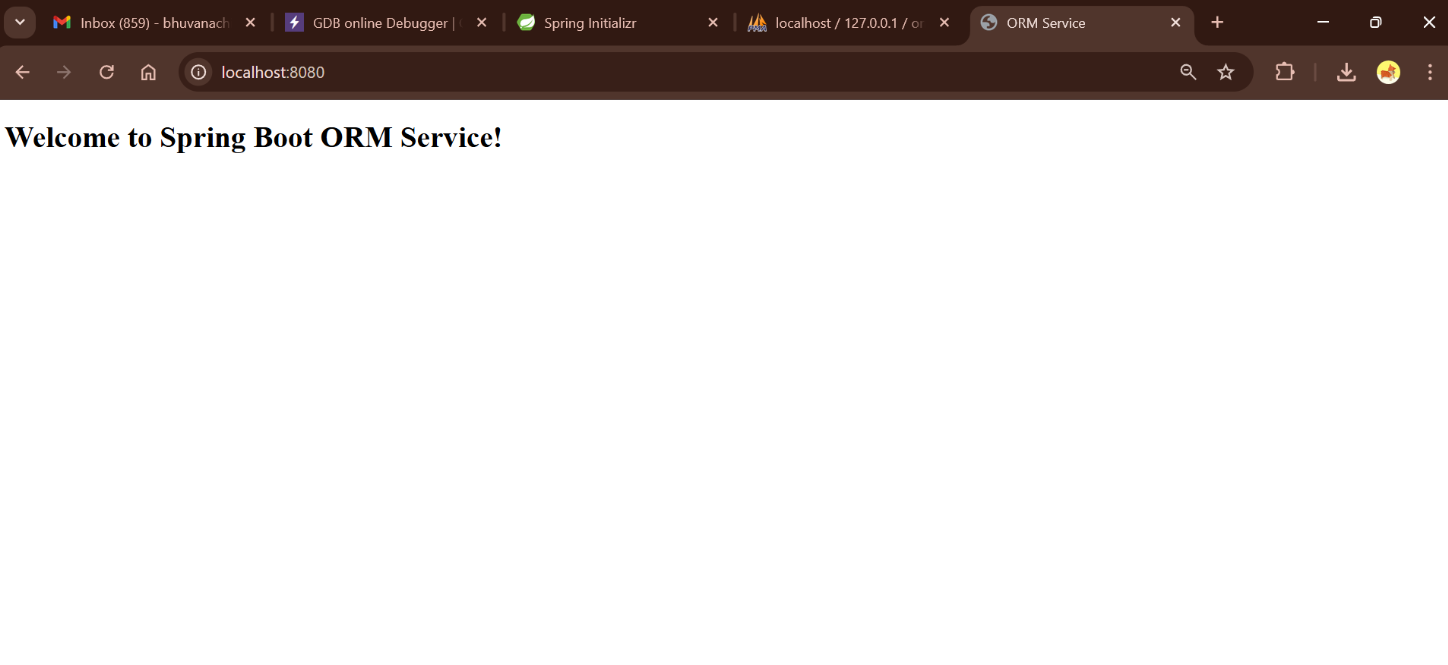 Inbox (859) - bhuvanach
GDB online Debugger |
Spring Initializr
localhost / 127.0.0.1 / or
ORM Service
localhost:8080
Welcome to Spring Boot ORM Service!